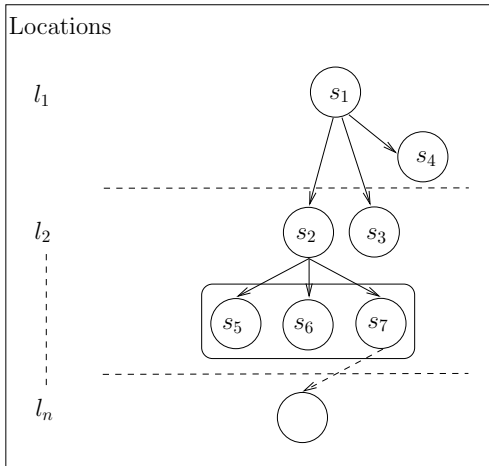 Locations
l₁ s₁
s₄
l₂ s₂ s₃
s₅ s₆ s₇
lₙ